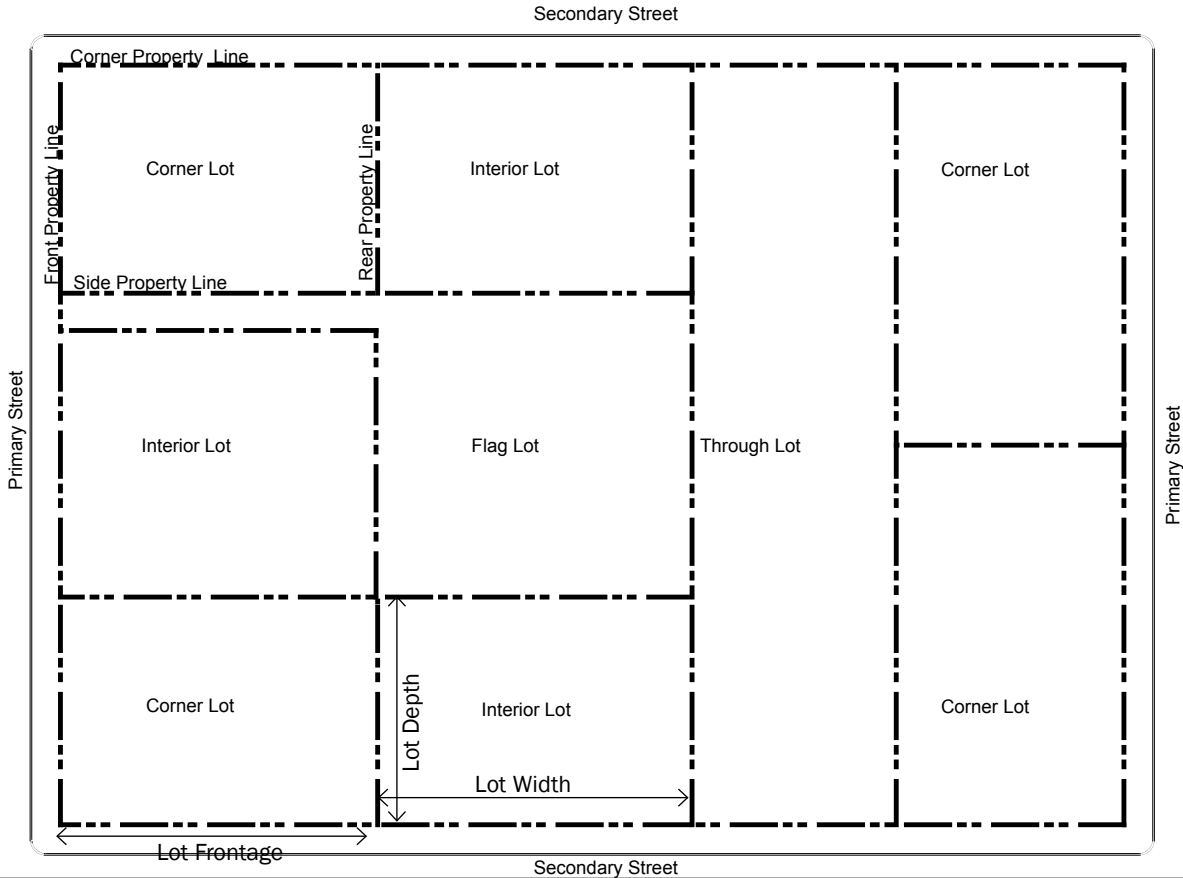 Secondary Street
Corner Property Line
Front Property Line
Corner Lot
Rear Property Line
Interior Lot
Corner Lot
Side Property Line
Primary Street
Interior Lot
Flag Lot
Through Lot
Primary Street
Corner Lot
Lot Depth
Interior Lot
Corner Lot
Lot Width
Lot Frontage
Secondary Street